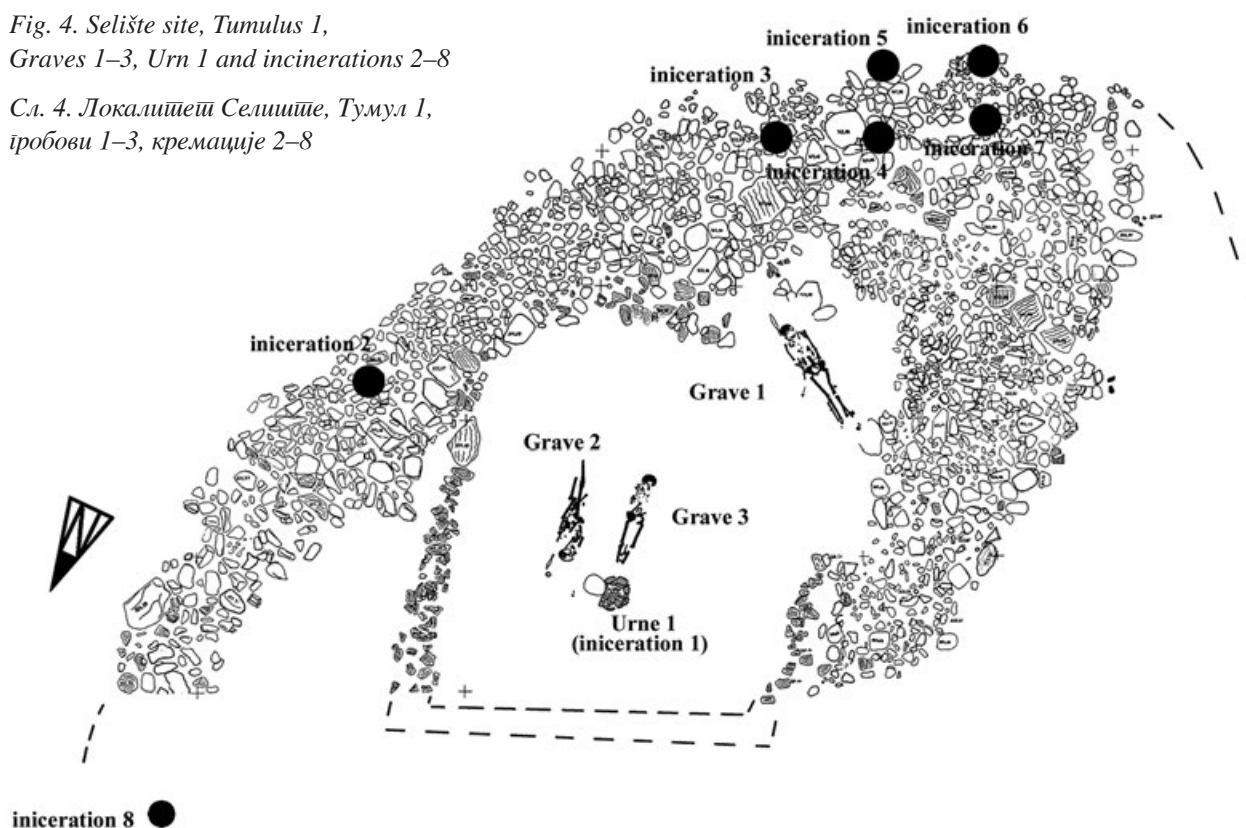 Fig. 4. Selište site, Tumulus 1,
Graves 1–3, Urn 1 and incinerations 2–8
Сл. 4. Локалитет Селиште, Тумул 1,
гробови 1–3, кремације 2–8
iniceration 5
iniceration 6
iniceration 3
iniceration 4
iniceration 7
iniceration 2
Grave 1
Grave 2
Grave 3
N
Urne 1
(iniceration 1)
iniceration 8